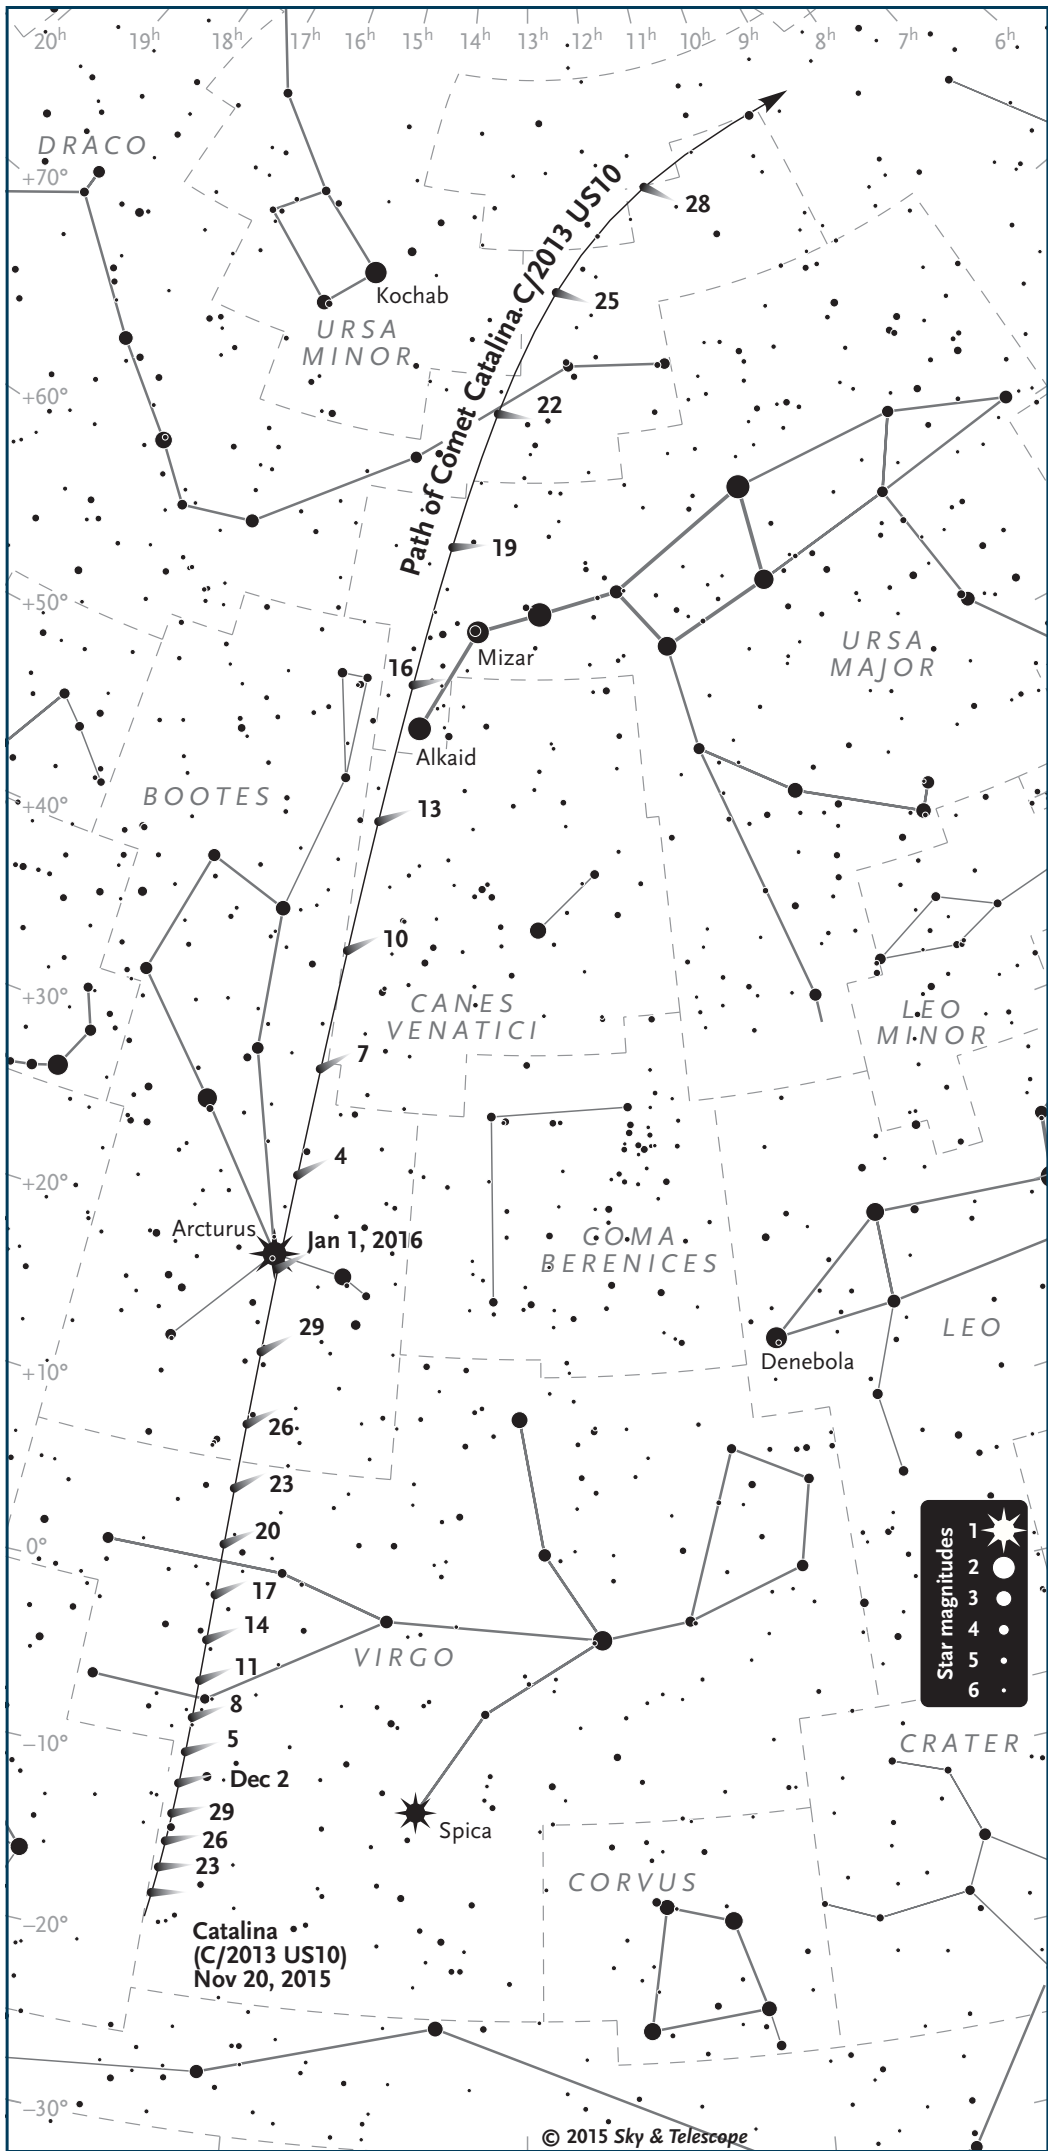 20h 19h 18h 17h 16h 15h 14h 13h 12h 11h 10h 9h 8h 7h 6h
DRACO
+70°
Path of Comet Catalina C/2013 US10
28
Kochab
25
URSA
MINOR
+60°
22
19
+50°
URSA
MAJOR
Mizar
16
Alkaid
BOOTES
+40°
13
10
+30°
CANES
VENATICI
LEO
MINOR
7
4
+20°
Arcturus
Jan 1, 2016
COMA
BERENICES
29
LEO
Denebola
+10°
26
23
20
0°
17
14
VIRGO
11
8
5
-10°
Dec 2
29
26
23
Star magnitudes
1
2
3
4
5
6
CRATER
Spica
CORVUS
–20°
Catalina
(C/2013 US10)
Nov 20, 2015
–30°
© 2015 Sky & Telescope